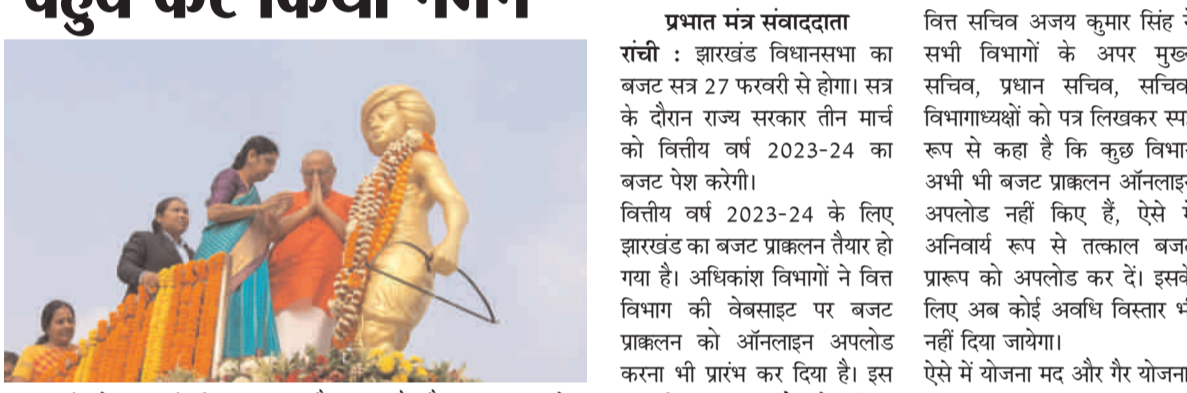 पहुंच कर किया नमन
प्रभात मंत्र संवाददाता
रांची : झारखंड विधानसभा का
बजट सत्र 27 फरवरी से होगा। सत्र
के दौरान राज्य सरकार तीन मार्च
को वित्तीय वर्ष 2023-24 का
बजट पेश करेगी।
वित्तीय वर्ष 2023-24 के लिए
झारखंड का बजट प्राक्कलन तैयार हो
गया है। अधिकांश विभागों ने वित्त
विभाग की वेबसाइट पर बजट
प्राक्कलन को ऑनलाइन अपलोड
करना भी प्रारंभ कर दिया है। इस
वित्त सचिव अजय कुमार सिंह
सभी विभागों के अपर
सचिव, प्रधान सचिव, सचिव
विभागाध्यक्षों को पत्र लिखकर
रूप से कहा है कि कुछ
अभी भी बजट प्राक्कलन
अपलोड नहीं किए हैं, ऐसे
अनिवार्य रूप से तत्काल
प्रारूप को अपलोड कर दें।
लिए अब कोई अवधि विस्तार
नहीं दिया जायेगा।
ऐसे में योजना मद और गैर योजना